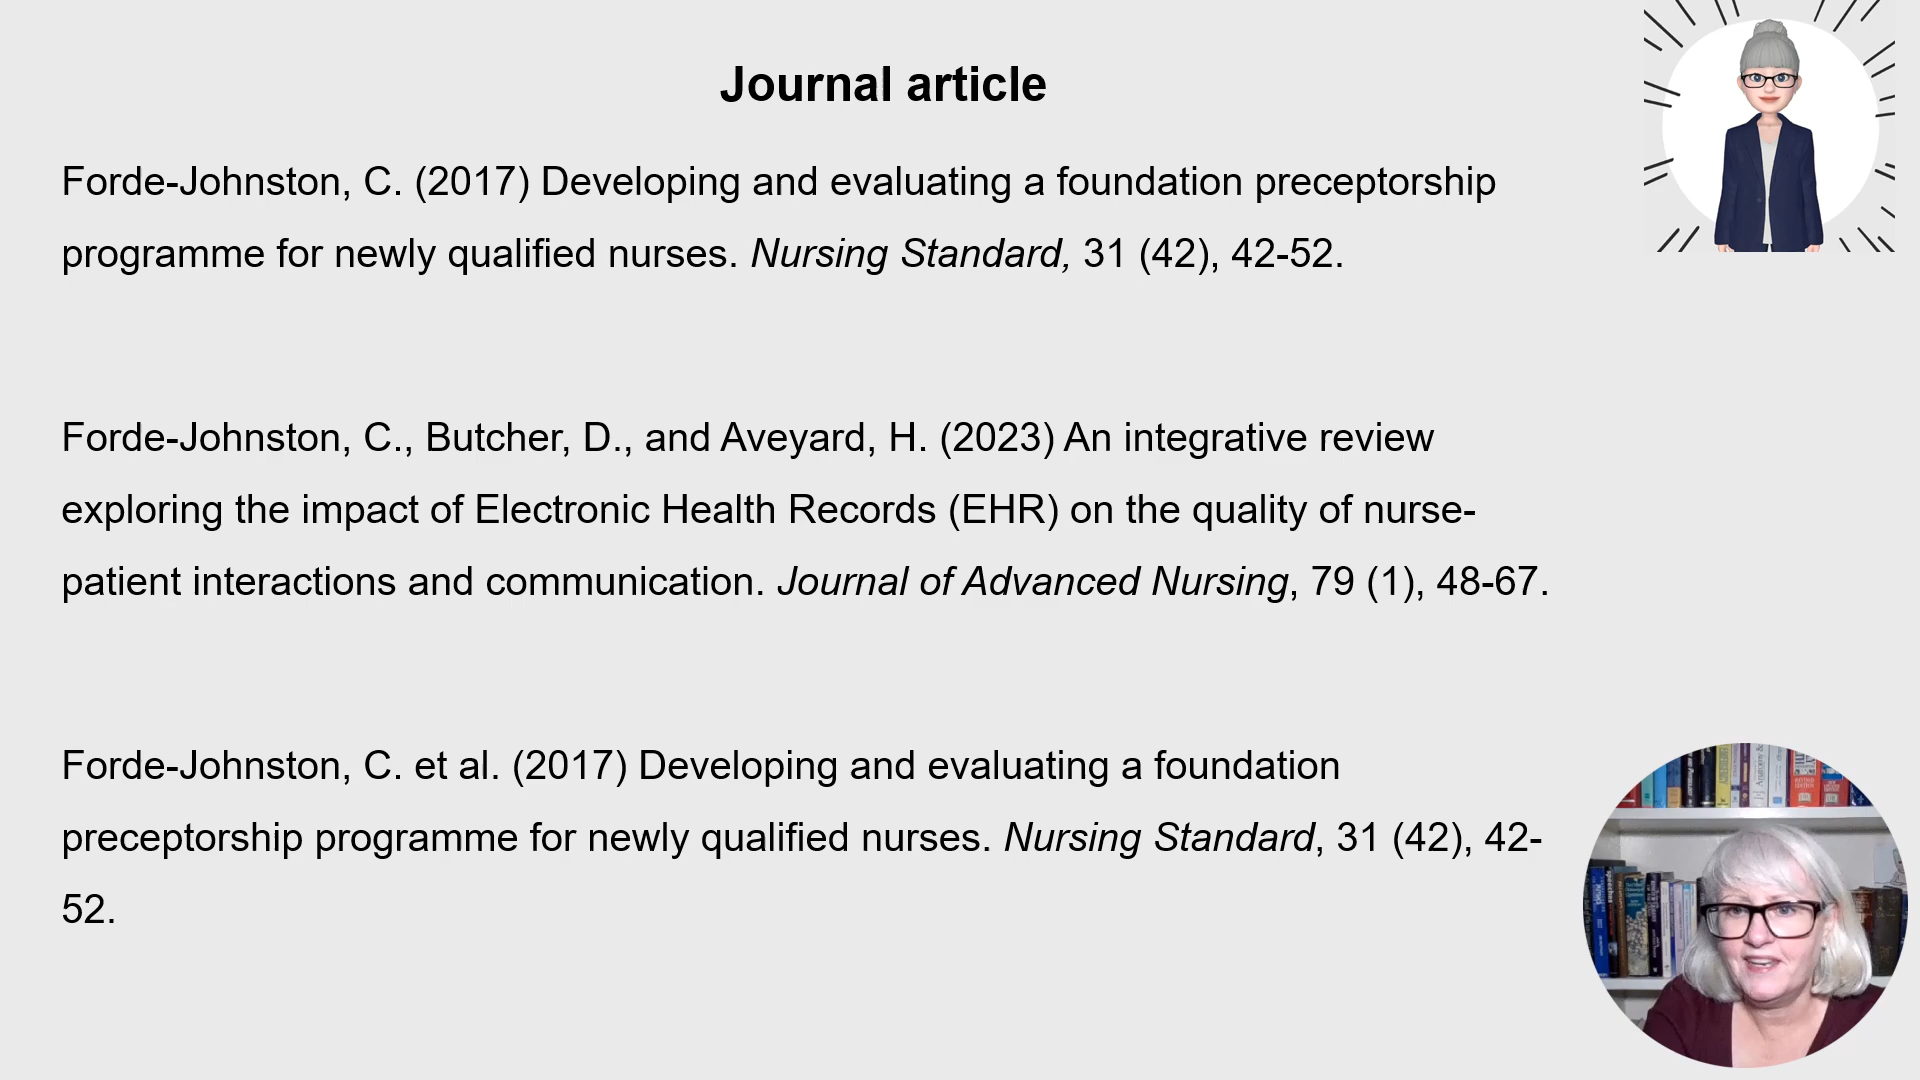 Journal article
Forde-Johnston, C. (2017) Developing and evaluating a foundation preceptorship
programme for newly qualified nurses. Nursing Standard, 31 (42), 42-52.
Forde-Johnston, C., Butcher, D., and Aveyard, H. (2023) An integrative review
exploring the impact of Electronic Health Records (EHR) on the quality of nurse-
patient interactions and communication. Journal of Advanced Nursing, 79 (1), 48-67.
Forde-Johnston, C. et al. (2017) Developing and evaluating a foundation
preceptorship programme for newly qualified nurses. Nursing Standard, 31 (42), 42-
52.